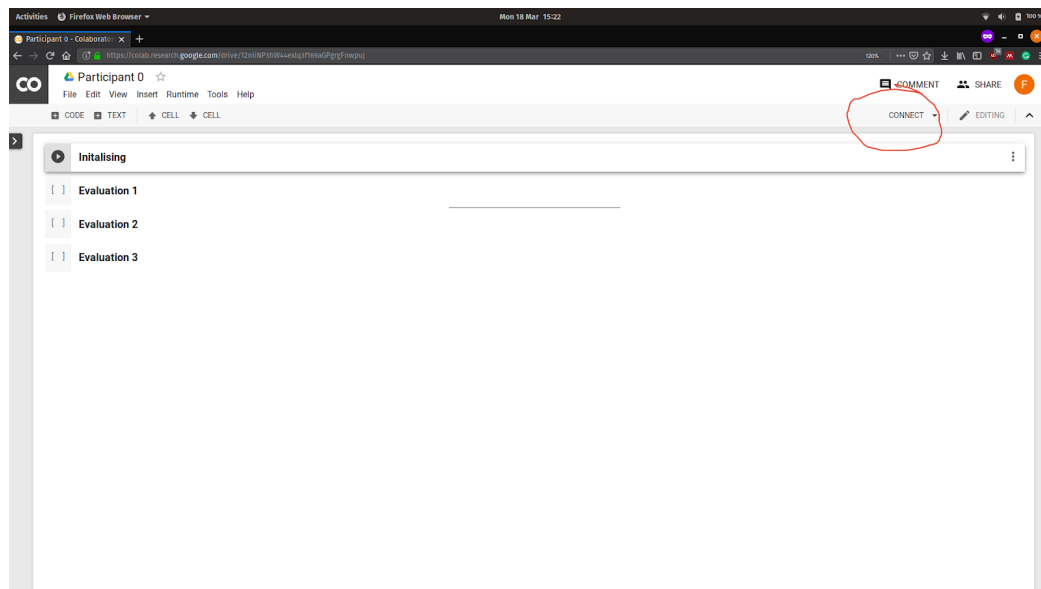 Activities Firefox Web Browser Mon 18 Mar 15:22 100 %
Participant 0 - Colaborator
https://colab.research.google.com/drive/ 120%
CO Participant 0 COMMENT SHARE F
File Edit View Insert Runtime Tools Help
CODE TEXT CELL CELL CONNECT EDITING
Initalising
[ ] Evaluation 1
[ ] Evaluation 2
[ ] Evaluation 3